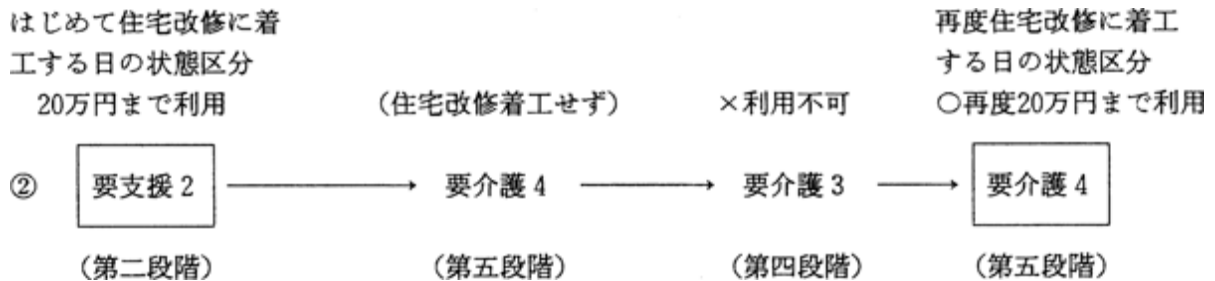 はじめて住宅改修に着
工する日の状態区分
20万円まで利用
(住宅改修着工せず)
×利用不可
再度住宅改修に着工
する日の状態区分
○再度20万円まで利用
② 要支援2 → 要介護4 → 要介護3 → 要介護4
(第二段階) (第五段階) (第四段階) (第五段階)